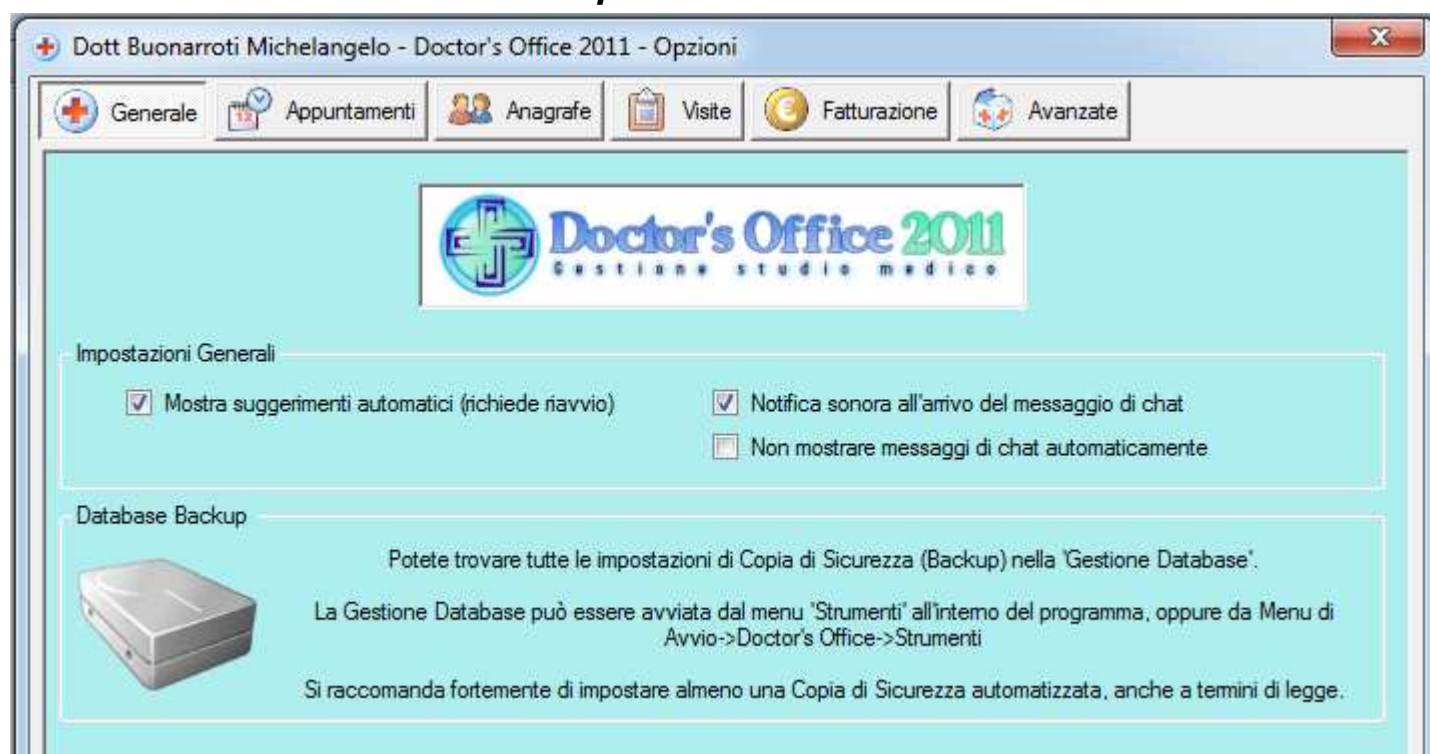 Dott Buonarroti Michelangelo - Doctor's Office 2011 - Opzioni
Generale Appuntamenti Anagrafe Visite Fatturazione Avanzate
Doctor's Office 2011
Gestione studio medico
Impostazioni Generali
Mostra suggerimenti automatici (richiede riavvio) Notifica sonora all'arrivo del messaggio di chat
Non mostrare messaggi di chat automaticamente
Database Backup
Potete trovare tutte le impostazioni di Copia di Sicurezza (Backup) nella 'Gestione Database'.
La Gestione Database può essere avviata dal menu 'Strumenti' all'interno del programma, oppure da Menu di
Avvio->Doctor's Office->Strumenti
Si raccomanda fortemente di impostare almeno una Copia di Sicurezza automatizzata, anche a termini di legge.